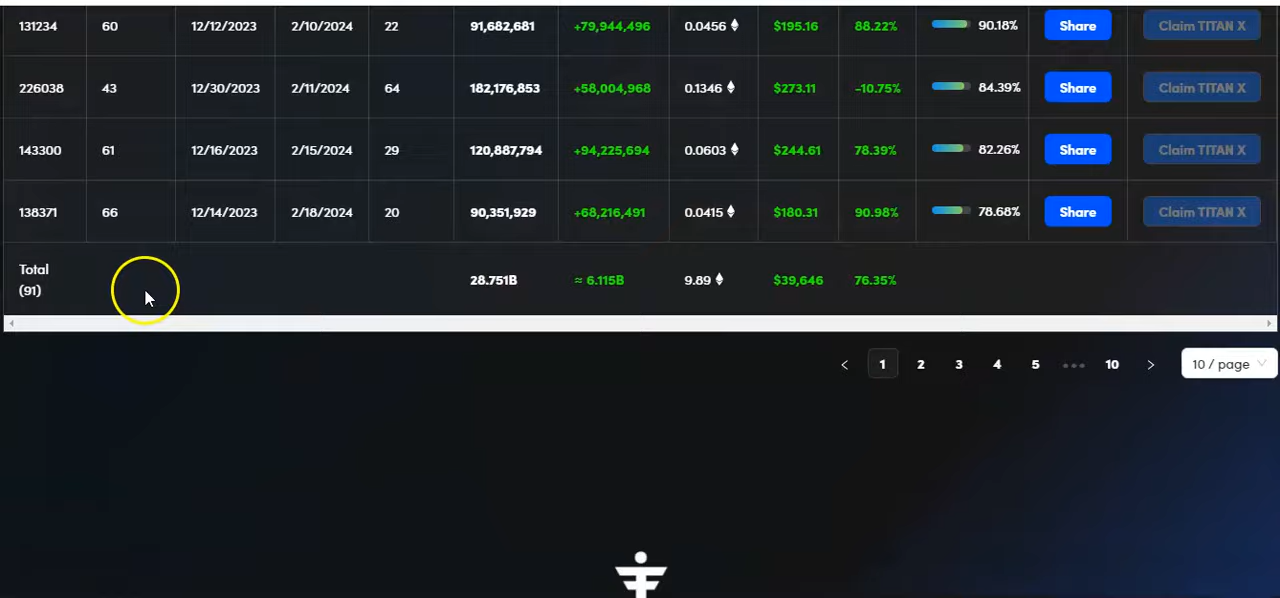 131234 60 12/12/2023 2/10/2024 22 91,682,681 +79,944,496 0.0456 $195.16 88.22% 90.18% Share Claim TITAN X
226038 43 12/30/2023 2/11/2024 64 182,176,853 +58,004,968 0.1346 $273.11 -10.75% 84.39% Share Claim TITAN X
143300 61 12/16/2023 2/15/2024 29 120,887,794 +94,225,694 0.0603 $244.61 78.39% 82.26% Share Claim TITAN X
138371 66 12/14/2023 2/18/2024 20 90,351,929 +68,216,491 0.0415 $180.31 90.98% 78.68% Share Claim TITAN X
Total
(91) 28.751B ≈ 6.115B 9.89 $39,646 76.35%
< 1 2 3 4 5 ••• 10 > 10 / page